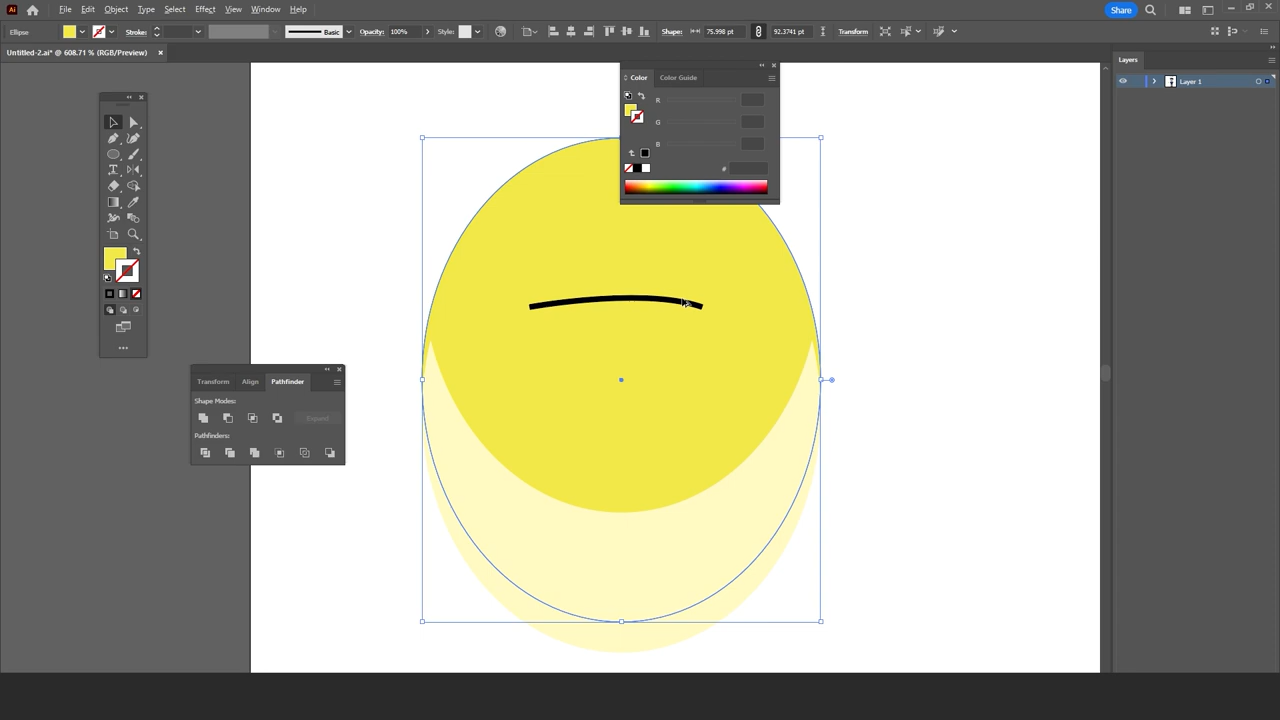 Ai File Edit Object Type Select Effect View Window Help Share
Ellipse Stroke: Basic Opacity: 100% Style: Shape: 75.998 pt 92.3741 pt Transform
Untitled-2.ai* @ 608.71 % (RGB/Preview) ×
Layers
Layer 1
Color Color Guide
R
G
B
#
Transform Align Pathfinder
Shape Modes:
Expand
Pathfinders: